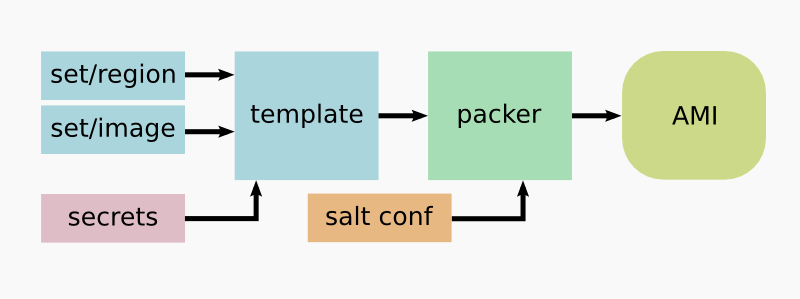 set/region
set/image
template
packer
AMI
secrets
salt conf